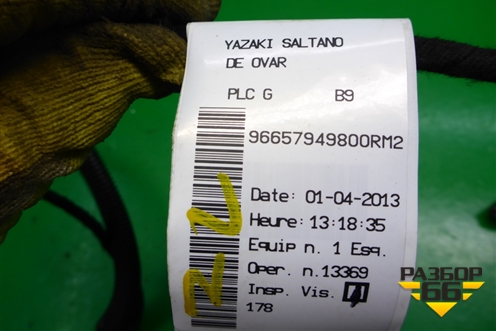 YAZAKI SALTANO
DE OVAR
PLC G B9
96657949800RM2
Date: 01-04-2013
Heure: 13:18:35
Equip n. 1 Esq.
Oper. n.13369
Insp. Vis. 1
178
РАЗБОР
66